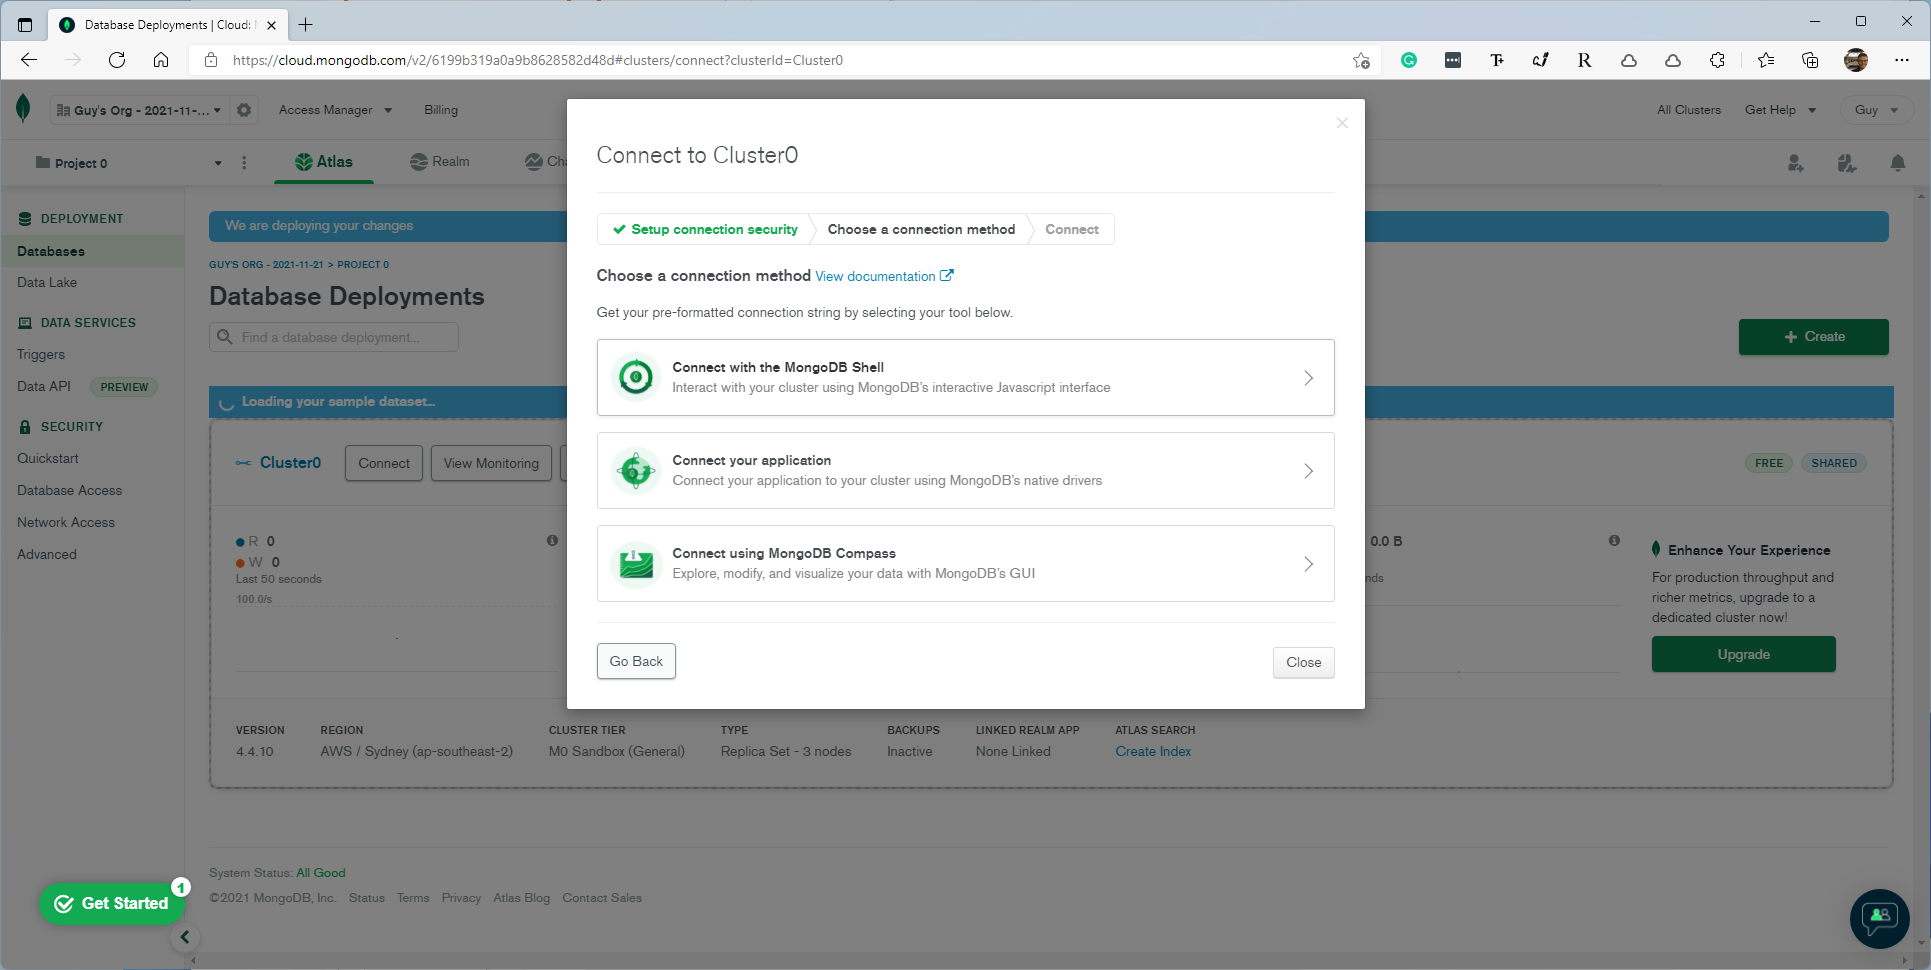 Database Deployments | Cloud:
https://cloud.mongodb.com/v2/6199b319a0a9b8628582d48d#clusters/connect?clusterId=Cluster0
Guy's Org - 2021-11-...
Access Manager
Billing
All Clusters
Get Help
Guy
Project 0
Atlas
Realm
DEPLOYMENT
Databases
Data Lake
DATA SERVICES
Triggers
Data API PREVIEW
SECURITY
Quickstart
Database Access
Network Access
Advanced
We are deploying your changes
GUY'S ORG - 2021-11-21 > PROJECT 0
Database Deployments
Find a database deployment...
+ Create
Loading your sample dataset...
Cluster0
Connect
View Monitoring
FREE
SHARED
R 0
W 0
Last 50 seconds
100.0/s
0.0 B
Enhance Your Experience
For production throughput and
richer metrics, upgrade to a
dedicated cluster now!
Upgrade
Connect to Cluster0
Setup connection security
Choose a connection method
Connect
Choose a connection method View documentation
Get your pre-formatted connection string by selecting your tool below.
Connect with the MongoDB Shell
Interact with your cluster using MongoDB's interactive Javascript interface
Connect your application
Connect your application to your cluster using MongoDB's native drivers
Connect using MongoDB Compass
Explore, modify, and visualize your data with MongoDB's GUI
Go Back
Close
VERSION REGION CLUSTER TIER TYPE BACKUPS LINKED REALM APP ATLAS SEARCH
4.4.10 AWS / Sydney (ap-southeast-2) M0 Sandbox (General) Replica Set - 3 nodes Inactive None Linked Create Index
System Status: All Good
©2021 MongoDB, Inc. Status Terms Privacy Atlas Blog Contact Sales
Get Started
1